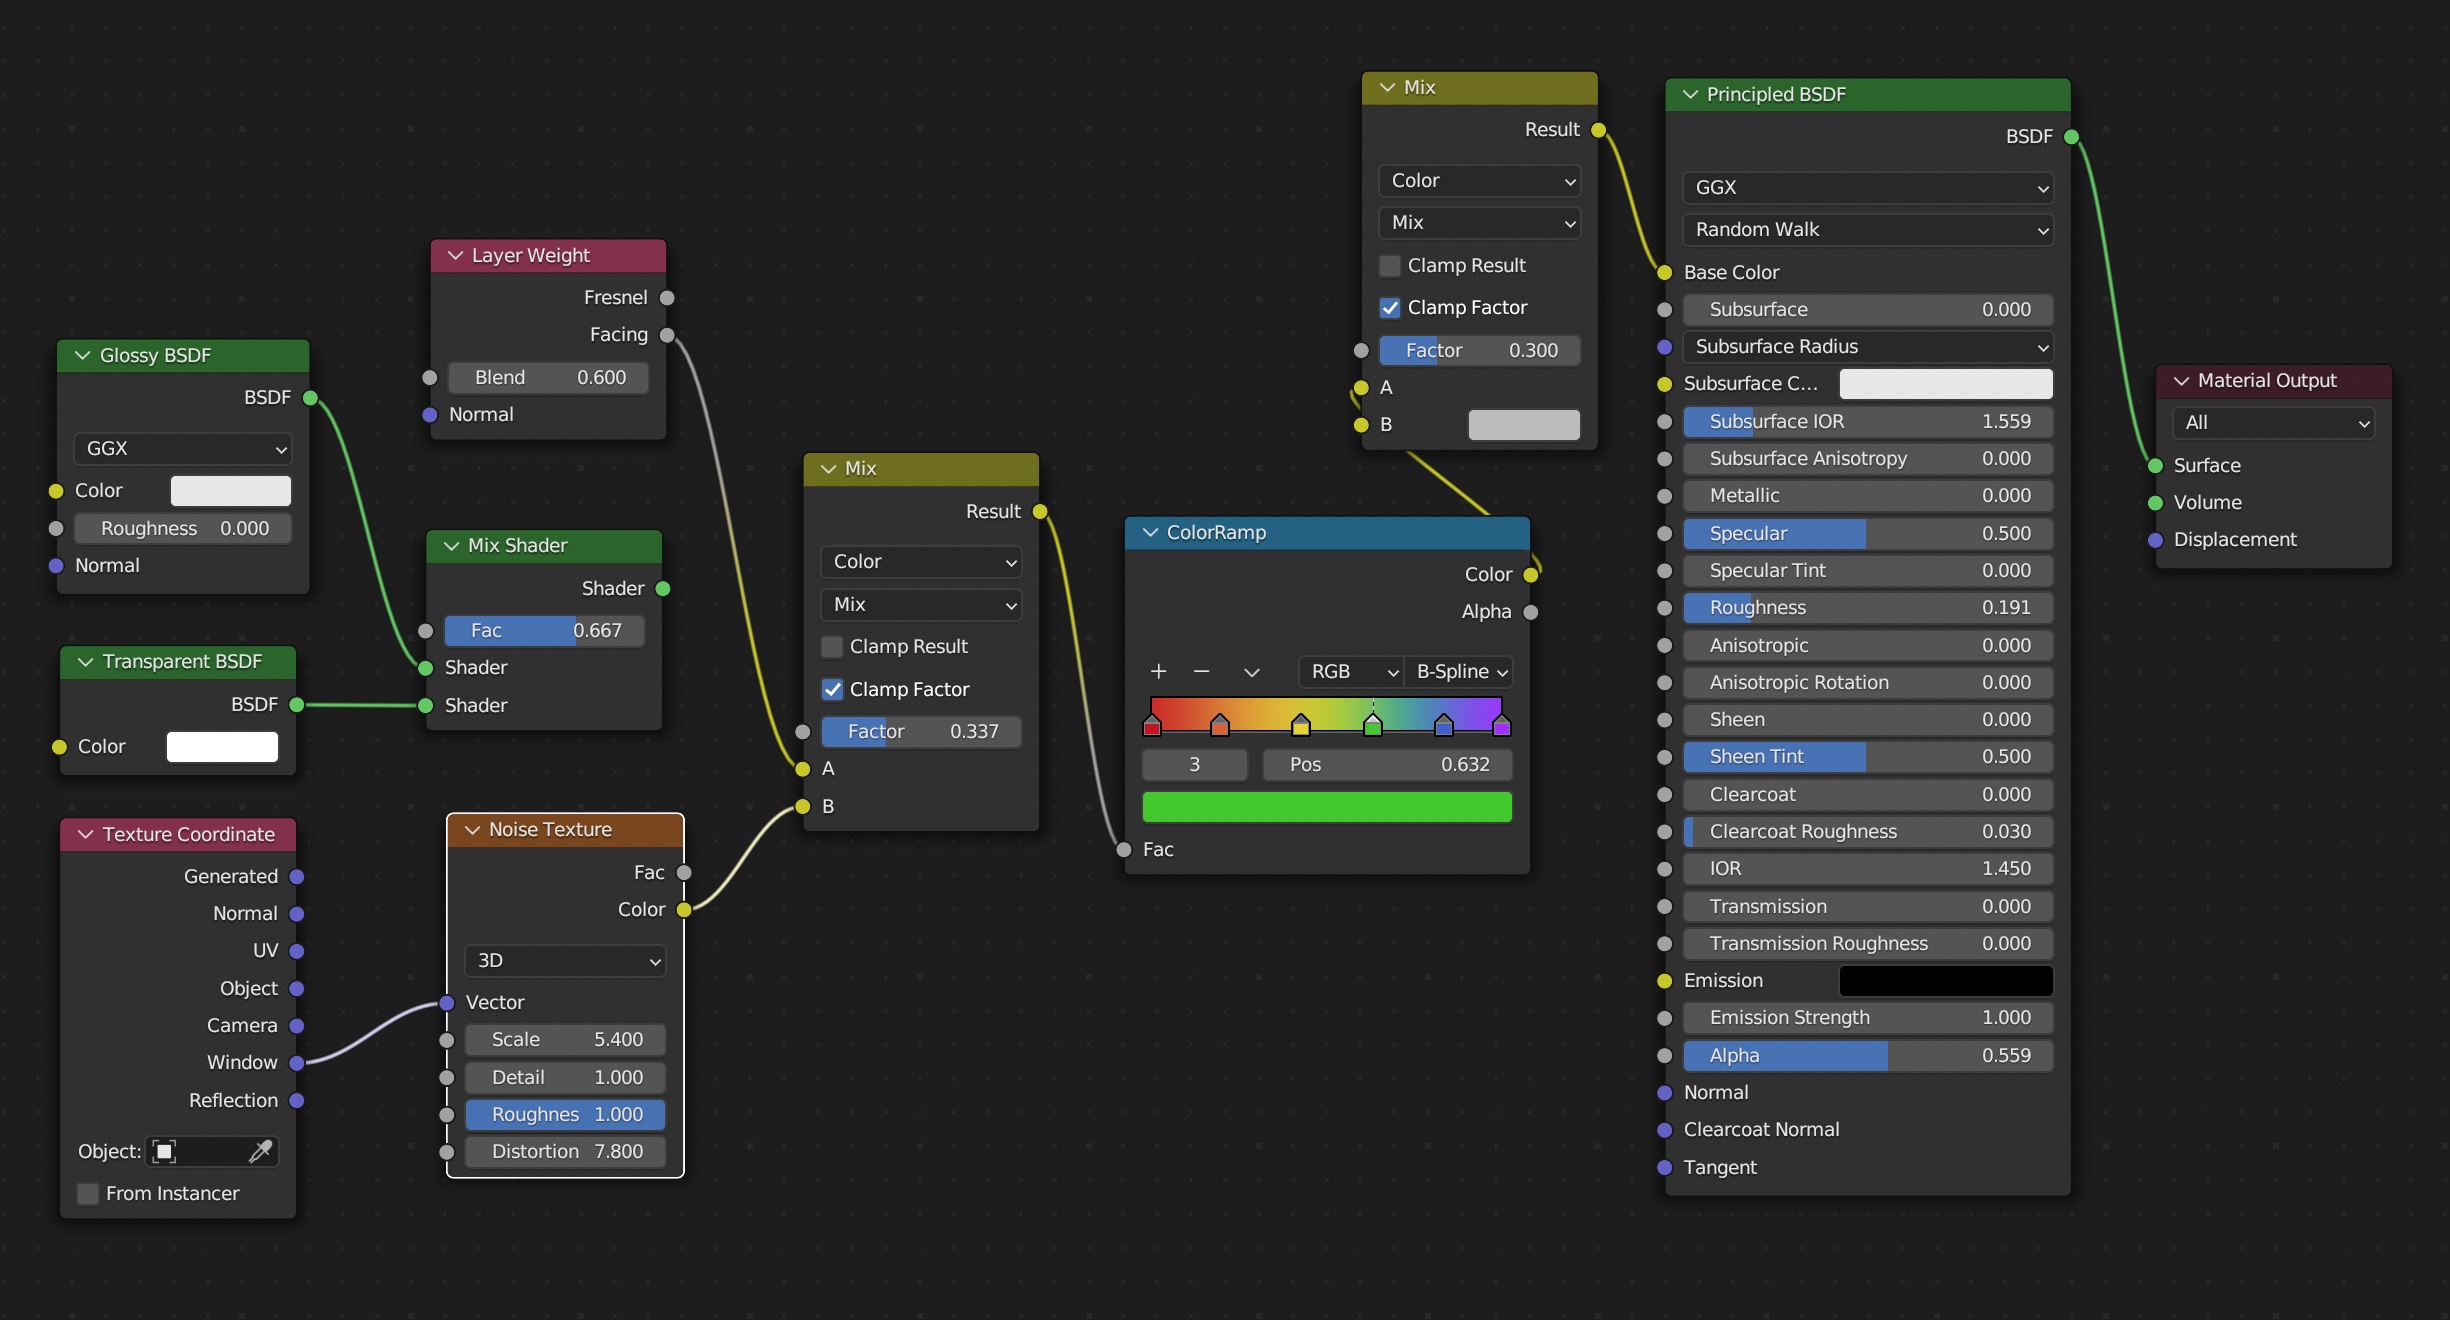 Glossy BSDF
BSDF
GGX
Color
Roughness 0.000
Normal
Transparent BSDF
BSDF
Color
Texture Coordinate
Generated
Normal
UV
Object
Camera
Window
Reflection
Object:
From Instancer
Layer Weight
Fresnel
Facing
Blend 0.600
Normal
Mix Shader
Shader
Fac 0.667
Shader
Shader
Noise Texture
Fac
Color
3D
Vector
Scale 5.400
Detail 1.000
Roughnes 1.000
Distortion 7.800
Mix
Result
Color
Mix
Clamp Result
Clamp Factor
Factor 0.337
A
B
ColorRamp
Color
Alpha
RGB B-Spline
3 Pos 0.632
Fac
Mix
Result
Color
Mix
Clamp Result
Clamp Factor
Factor 0.300
A
B
Principled BSDF
BSDF
GGX
Random Walk
Base Color
Subsurface 0.000
Subsurface Radius
Subsurface C...
Subsurface IOR 1.559
Subsurface Anisotropy 0.000
Metallic 0.000
Specular 0.500
Specular Tint 0.000
Roughness 0.191
Anisotropic 0.000
Anisotropic Rotation 0.000
Sheen 0.000
Sheen Tint 0.500
Clearcoat 0.000
Clearcoat Roughness 0.030
IOR 1.450
Transmission 0.000
Transmission Roughness 0.000
Emission
Emission Strength 1.000
Alpha 0.559
Normal
Clearcoat Normal
Tangent
Material Output
All
Surface
Volume
Displacement